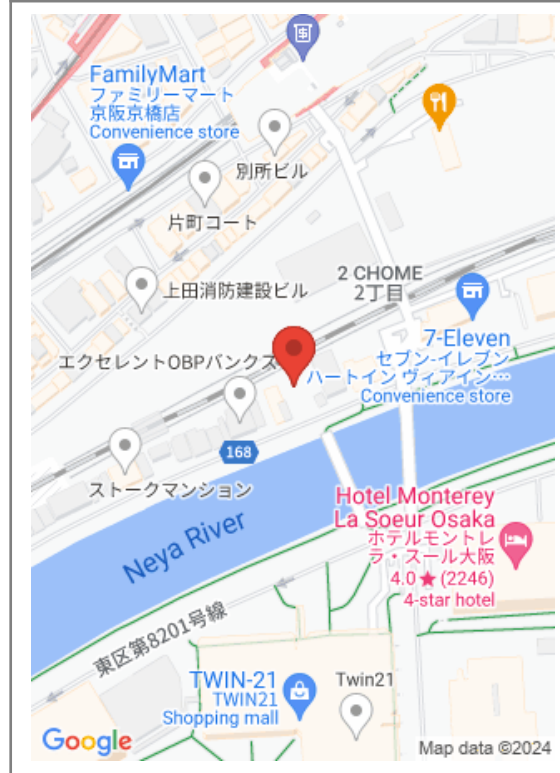 FamilyMart
ファミリーマート
京阪京橋店
Convenience store
別所ビル
片町コート
上田消防建設ビル
2 CHOME
2丁目
7-Eleven
セブン-イレブン
ハートイン ヴィアイン…
Convenience store
エクセレントOBPバンクス
168
ストークマンション
Neya River
Hotel Monterey
La Soeur Osaka
ホテルモントレ
ラ・スール大阪
4.0★(2246)
4-star hotel
東区第8201号線
TWIN-21
TWIN21
Shopping mall
Twin21
Google
Map data ©2024